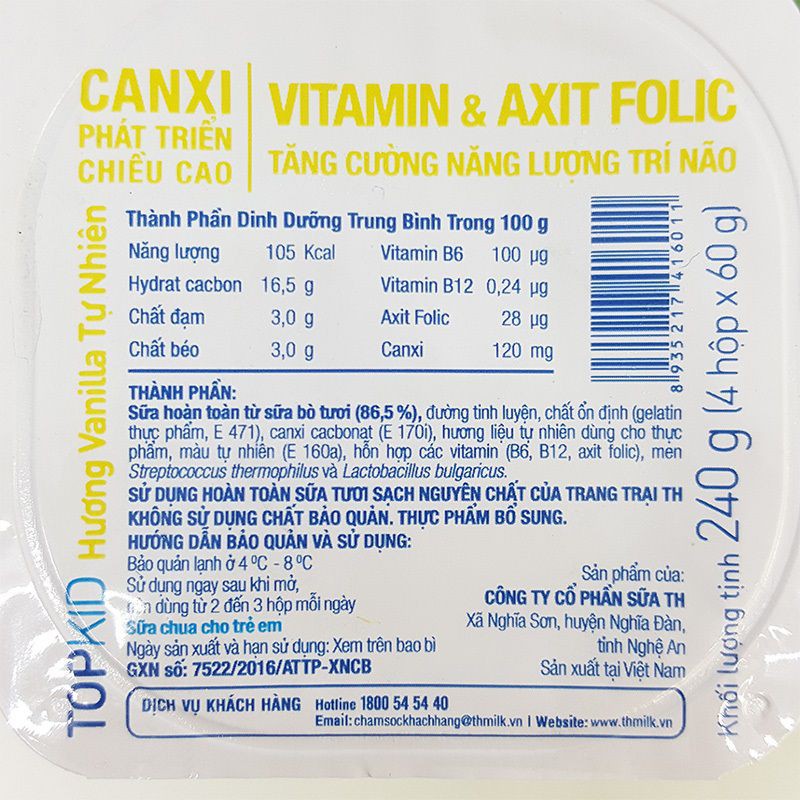 CANXI
PHÁT TRIỂN
CHIỀU CAO
VITAMIN & AXIT FOLIC
TĂNG CƯỜNG NĂNG LƯỢNG TRÍ NÃO
TOPKID Hương Vanilla Tự Nhiên
Thành Phần Dinh Dưỡng Trung Bình Trong 100 g
Năng lượng 105 Kcal Vitamin B6 100 µg
Hydrat cacbon 16,5 g Vitamin B12 0,24 µg
Chất đạm 3,0 g Axit Folic 28 µg
Chất béo 3,0 g Canxi 120 mg
8 935217 416011
Khối lượng tịnh 240 g (4 hộp x 60 g)
THÀNH PHẦN:
Sữa hoàn toàn từ sữa bò tươi (86,5 %), đường tinh luyện, chất ổn định (gelatin
thực phẩm, E 471), canxi cacbonat (E 170i), hương liệu tự nhiên dùng cho thực
phẩm, màu tự nhiên (E 160a), hỗn hợp các vitamin (B6, B12, axit folic), men
Streptococcus thermophilus và Lactobacillus bulgaricus.
SỬ DỤNG HOÀN TOÀN SỮA TƯƠI SẠCH NGUYÊN CHẤT CỦA TRANG TRẠI TH
KHÔNG SỬ DỤNG CHẤT BẢO QUẢN. THỰC PHẨM BỔ SUNG.
HƯỚNG DẪN BẢO QUẢN VÀ SỬ DỤNG:
Bảo quản lạnh ở 4 ºC - 8 ºC
Sử dụng ngay sau khi mở,
nên dùng từ 2 đến 3 hộp mỗi ngày
Sữa chua cho trẻ em
Ngày sản xuất và hạn sử dụng: Xem trên bao bì
GXN số: 7522/2016/ATTP-XNCB
Sản phẩm của:
CÔNG TY CỔ PHẦN SỮA TH
Xã Nghĩa Sơn, huyện Nghĩa Đàn,
tỉnh Nghệ An
Sản xuất tại Việt Nam
DỊCH VỤ KHÁCH HÀNG Hotline 1800 54 54 40
Email: chamsockhachhang@thmilk.vn | Website: www.thmilk.vn